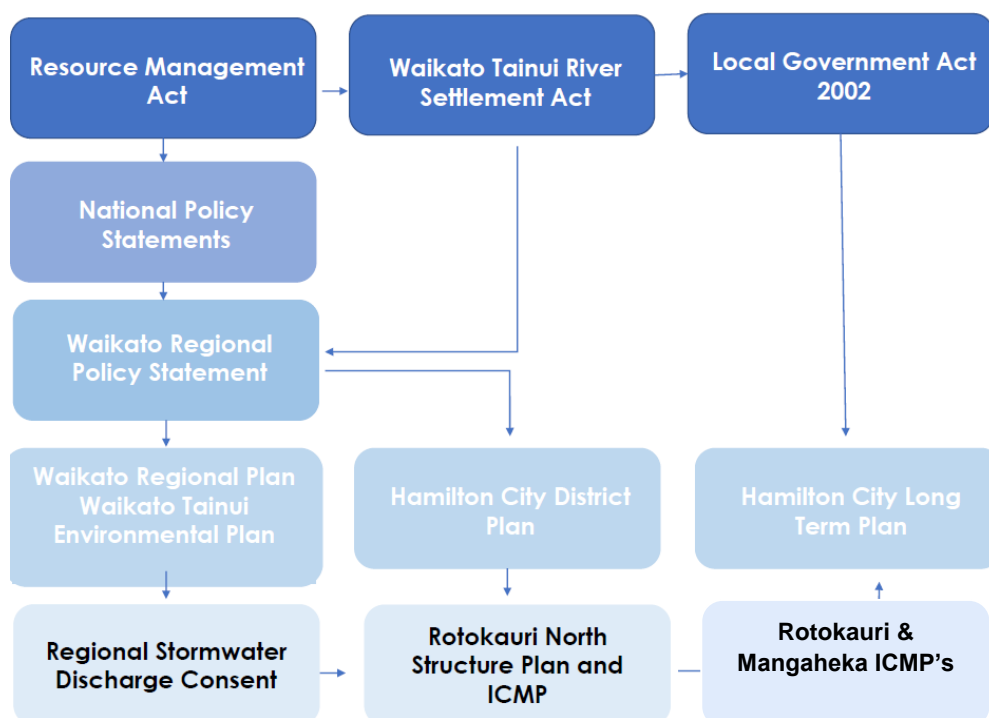 Resource Management
Act
Waikato Tainui River
Settlement Act
Local Government Act
2002
National Policy
Statements
Waikato Regional
Policy Statement
Waikato Regional Plan
Waikato Tainui
Environmental Plan
Hamilton City District
Plan
Hamilton City Long
Term Plan
Regional Stormwater
Discharge Consent
Rotokauri North
Structure Plan and
ICMP
Rotokauri &
Mangaheka ICMP's